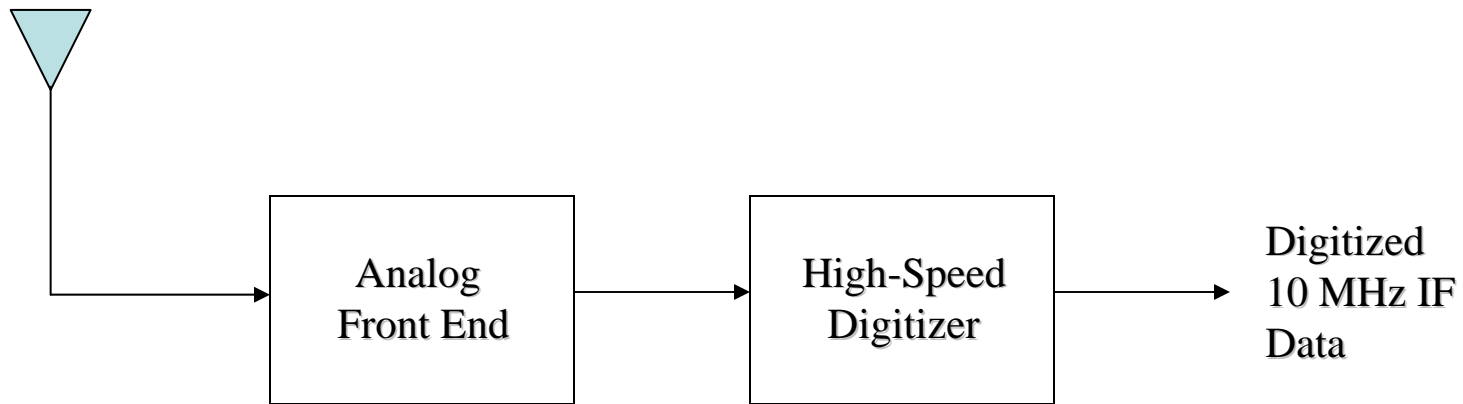 Analog
Front End
High-Speed
Digitizer
Digitized
10 MHz IF
Data